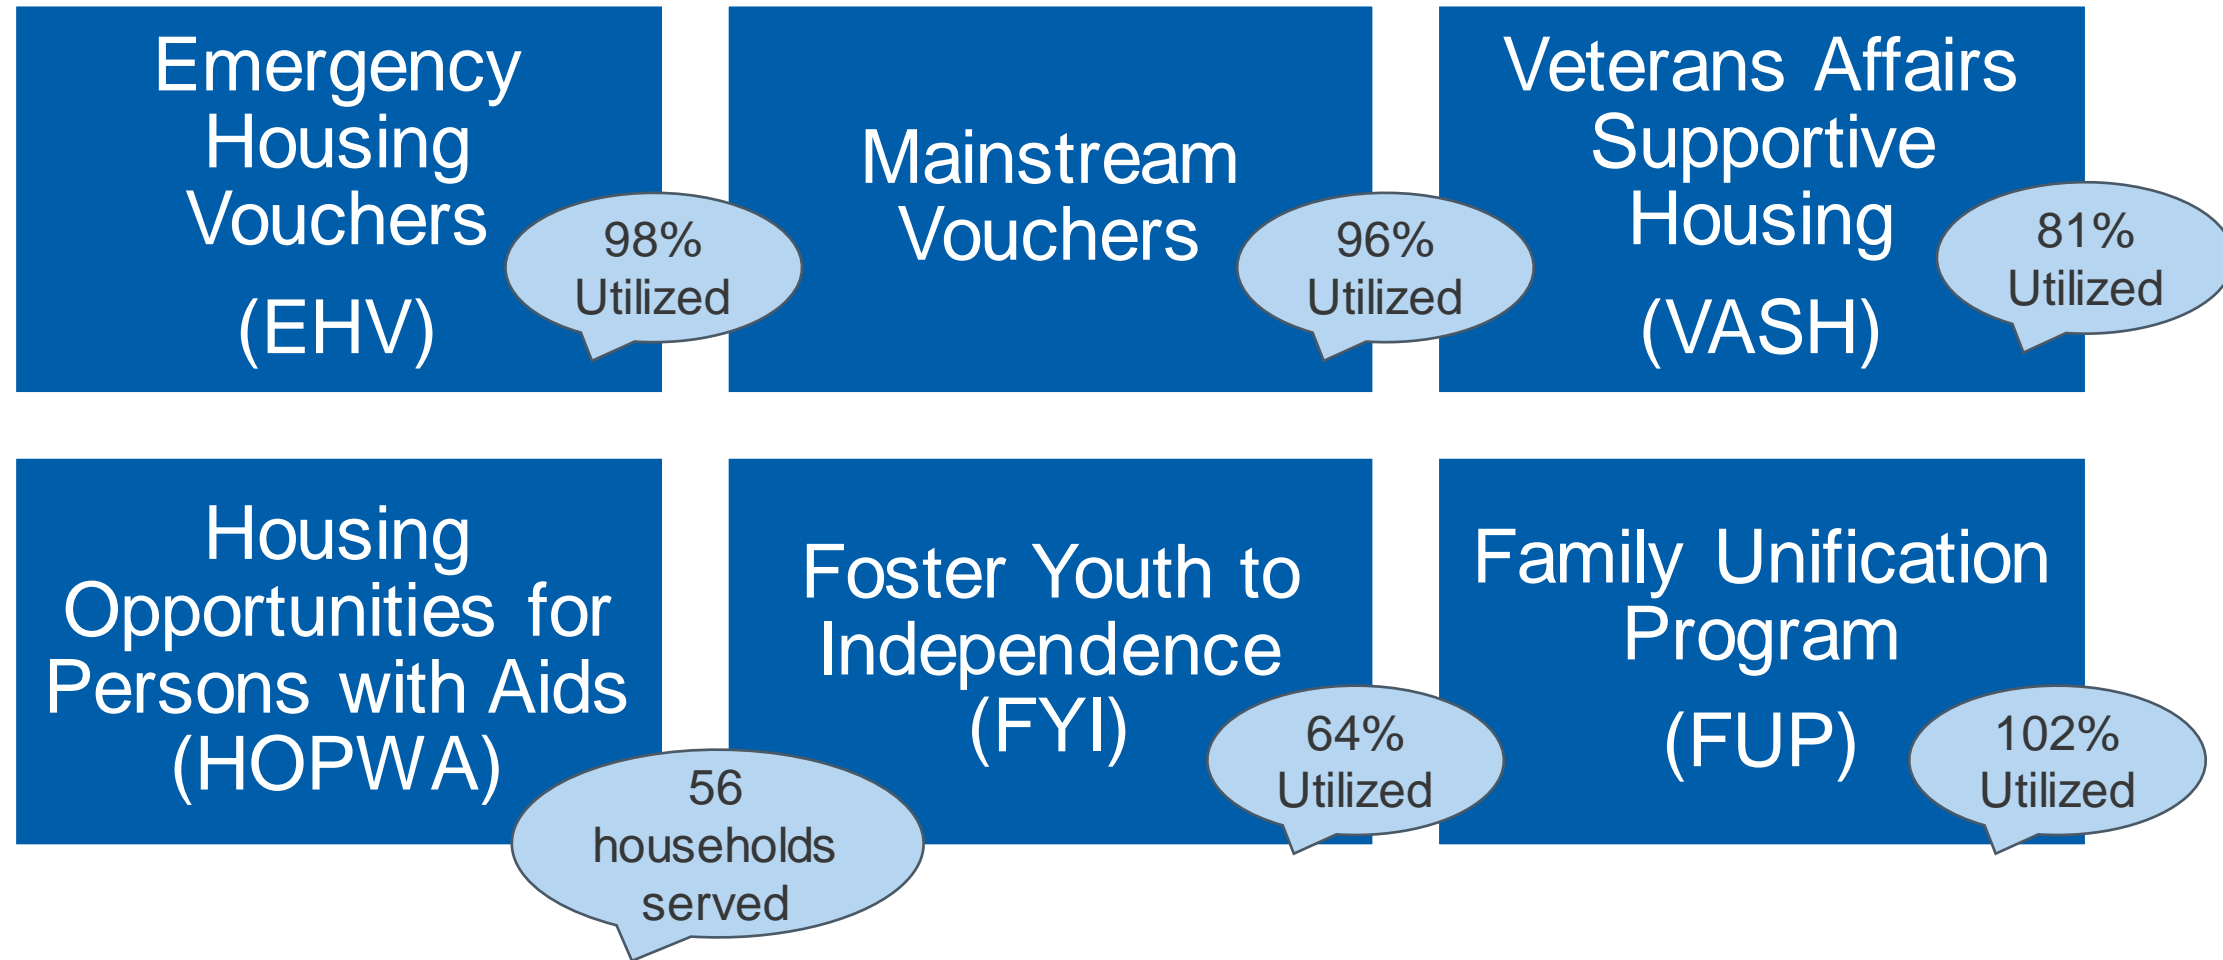 Emergency
Housing
Vouchers
(EHV)
98%
Utilized
Mainstream
Vouchers
96%
Utilized
Veterans Affairs
Supportive
Housing
(VASH)
81%
Utilized
Housing
Opportunities for
Persons with Aids
(HOPWA)
56
households
served
Foster Youth to
Independence
(FYI)
64%
Utilized
Family Unification
Program
(FUP)
102%
Utilized